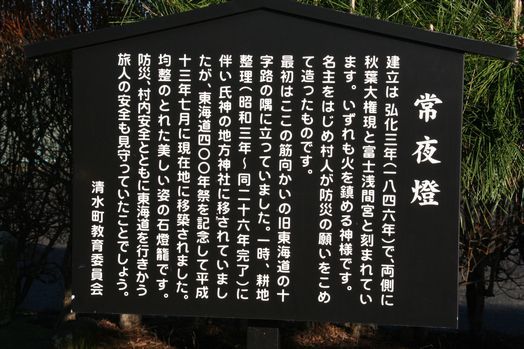 常夜燈
建立は弘化三年(一八四六年)で、両側に
秋葉大権現と富士浅間宮と刻まれてい
ます。いずれも火を鎮める神様です。
名主をはじめ村人が防災の願いをこめ
て造ったものです。
最初はここの筋向かいの旧東海道の十
字路の隅に立っていました。一時、耕地
整理(昭和三年~同二十六年完了)に
伴い氏神の地方神社に移されていまし
たが、東海道四〇〇年祭を記念して平成
十三年七月に現在地に移築されました。
均整のとれた美しい姿の石燈籠です。
防災、村内安全とともに東海道を行きかう
旅人の安全も見守っていたことでしょう。
清水町教育委員会